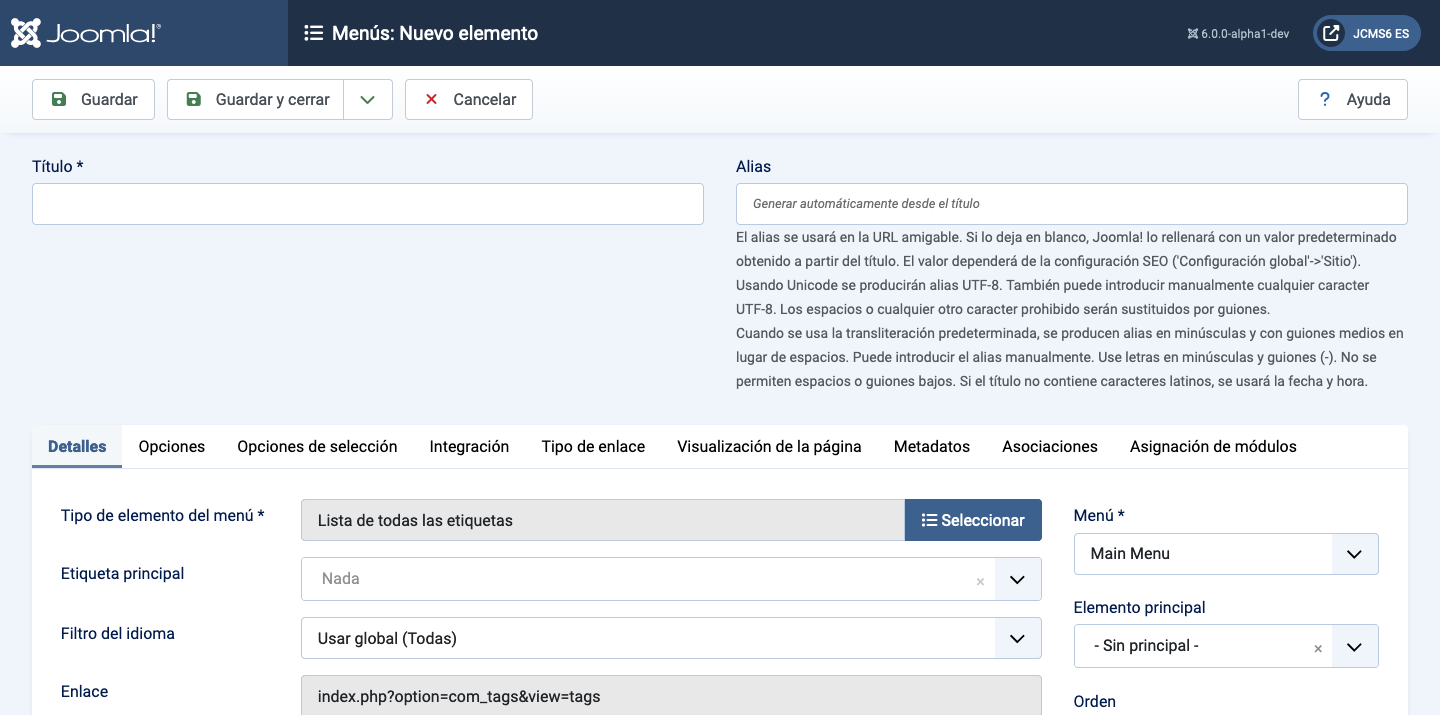 Joomla!®
Menús: Nuevo elemento
6.0.0-alpha1-dev
JCMS6 ES
Guardar
Guardar y cerrar
Cancelar
? Ayuda
Título *
Alias
Generar automáticamente desde el título
El alias se usará en la URL amigable. Si lo deja en blanco, Joomla! lo rellenará con un valor predeterminado
obtenido a partir del título. El valor dependerá de la configuración SEO ('Configuración global'->'Sitio').
Usando Unicode se producirán alias UTF-8. También puede introducir manualmente cualquier caracter
UTF-8. Los espacios o cualquier otro caracter prohibido serán sustituidos por guiones.
Cuando se usa la transliteración predeterminada, se producen alias en minúsculas y con guiones medios en
lugar de espacios. Puede introducir el alias manualmente. Use letras en minúsculas y guiones (-). No se
permiten espacios o guiones bajos. Si el título no contiene caracteres latinos, se usará la fecha y hora.
Detalles
Opciones
Opciones de selección
Integración
Tipo de enlace
Visualización de la página
Metadatos
Asociaciones
Asignación de módulos
Tipo de elemento del menú *
Lista de todas las etiquetas
Seleccionar
Etiqueta principal
Nada
Filtro del idioma
Usar global (Todas)
Enlace
index.php?option=com_tags&view=tags
Menú *
Main Menu
Elemento principal
- Sin principal -
Orden